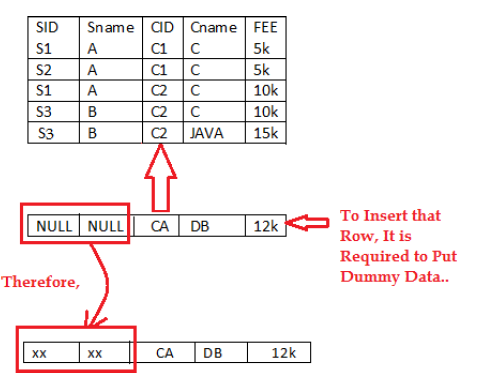 SID Sname CID Cname FEE
S1 A C1 C 5k
S2 A C1 C 5k
S1 A C2 C 10k
S3 B C2 C 10k
S3 B C2 JAVA 15k
NULL NULL CA DB 12k
To Insert that
Row, It is
Required to Put
Dummy Data..
Therefore,
xx xx CA DB 12k